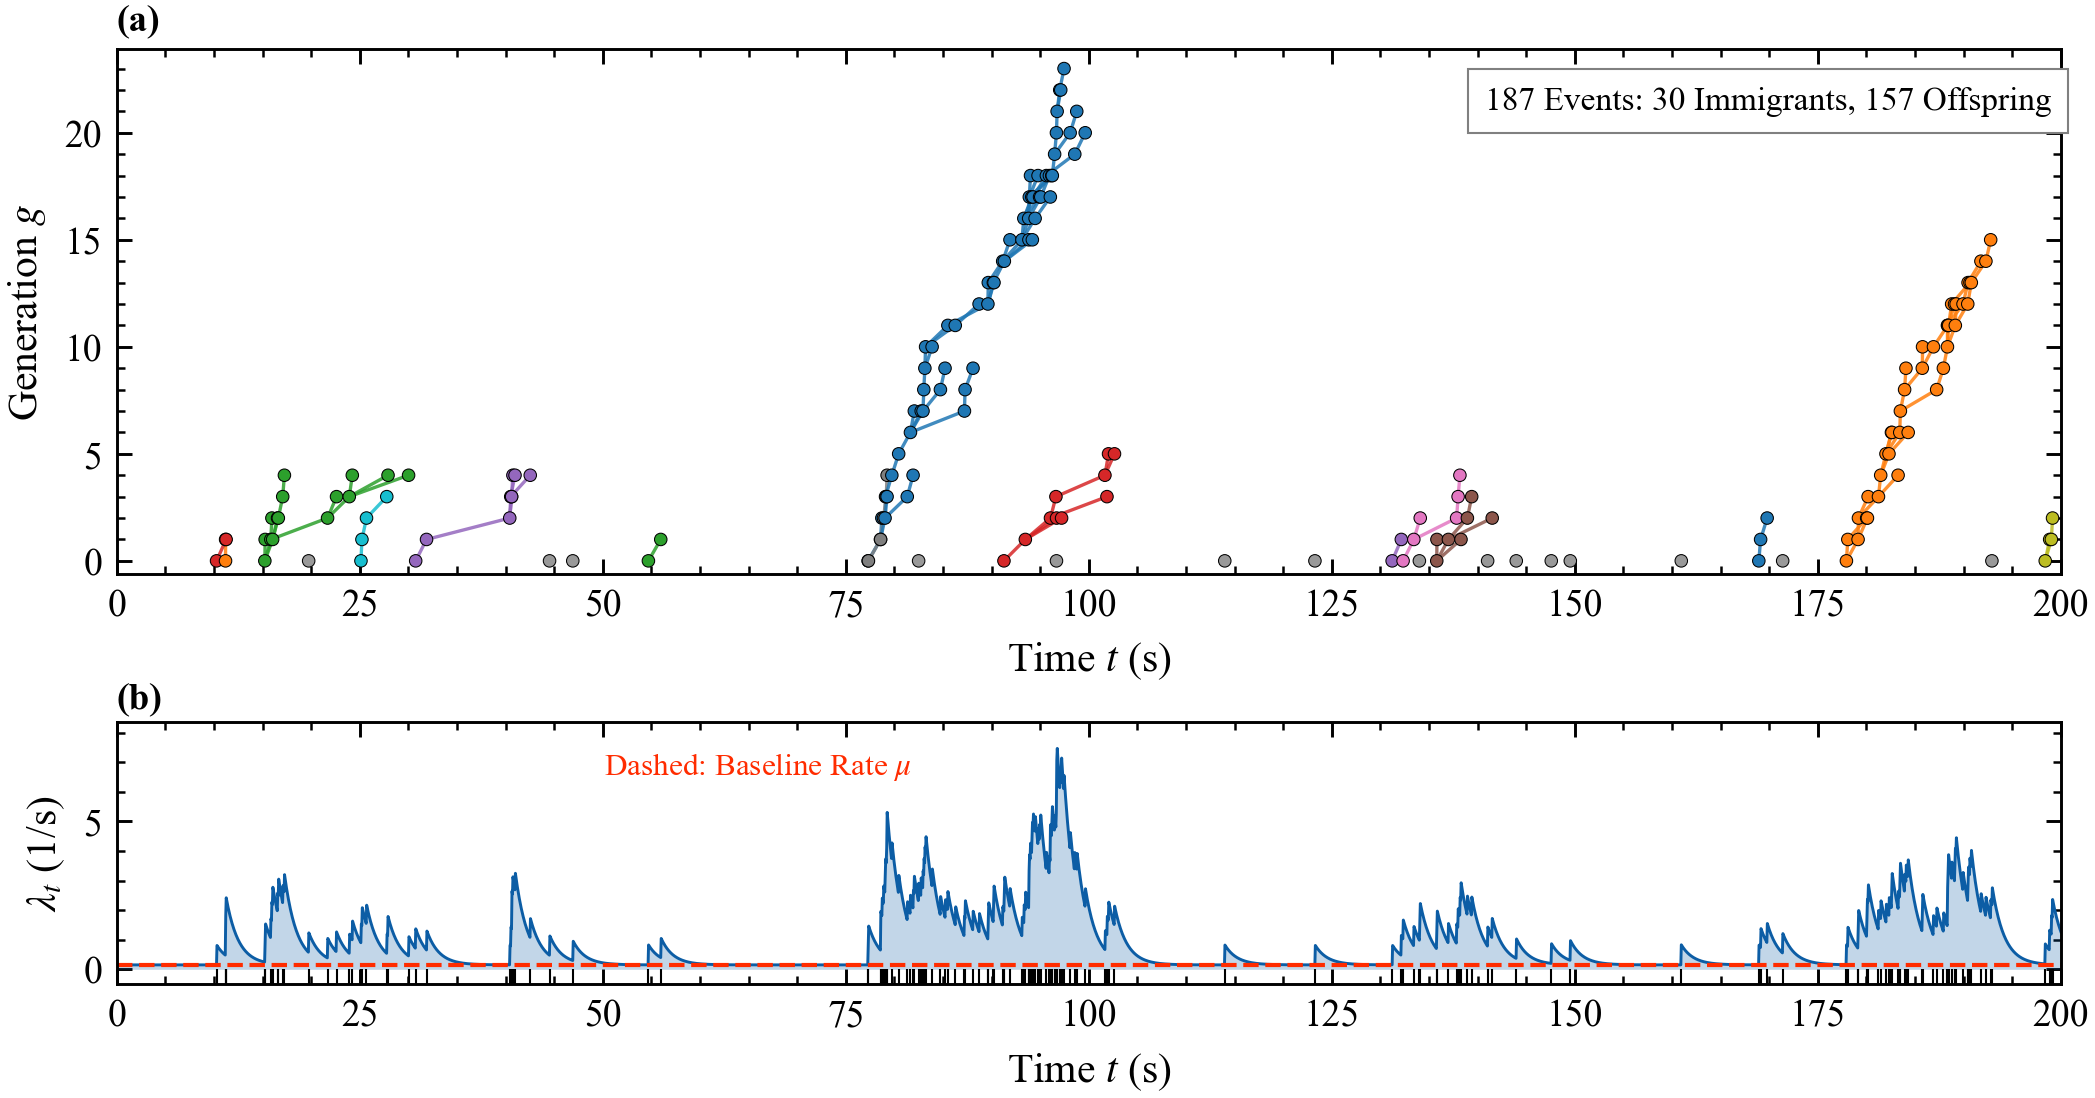 (a)
187 Events: 30 Immigrants, 157 Offspring
Generation g
20
15
10
5
0
0 25 50 75 100 125 150 175 200
Time t (s)
(b)
Dashed: Baseline Rate μ
λt (1/s)
5
0
0 25 50 75 100 125 150 175 200
Time t (s)